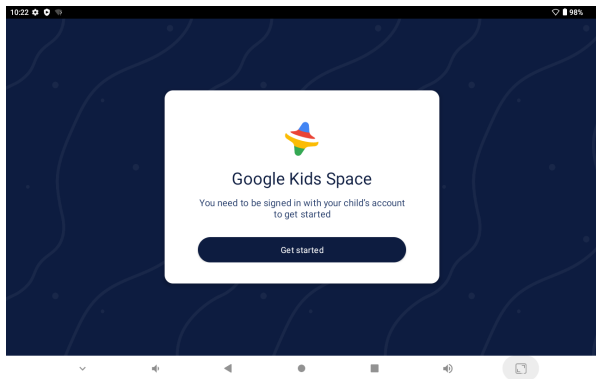 10:22 98%
Google Kids Space
You need to be signed in with your child's account
to get started
Get started